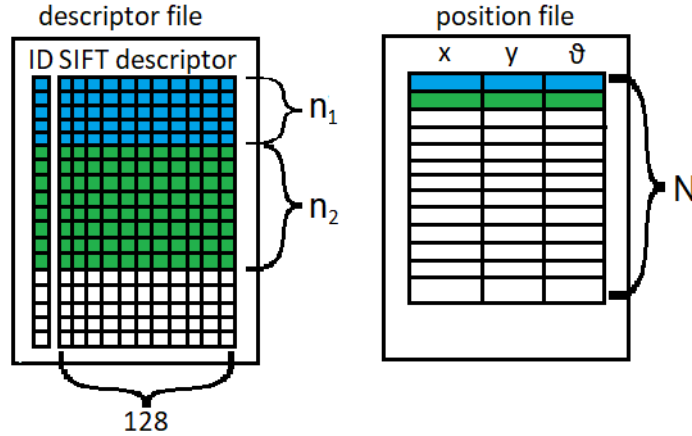 descriptor file
ID SIFT descriptor
n1
n2
128
position file
x y ϑ
N